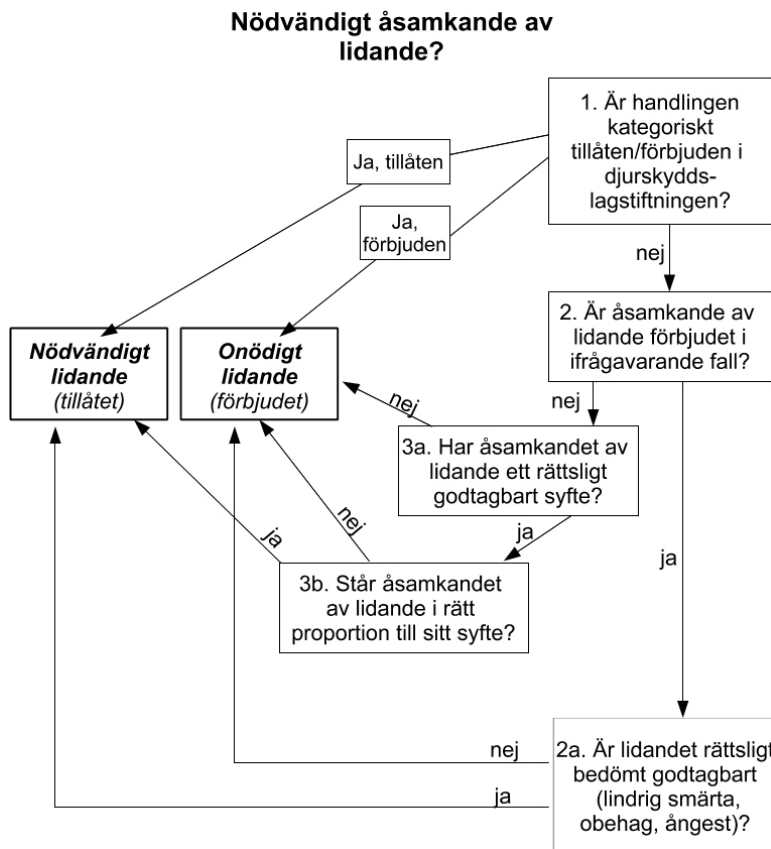 Nödvändigt åsamkande av
lidande?
1. Är handlingen
kategoriskt
tillåten/förbjuden i
djurskydds-
lagstiftningen?
Ja, tillåten
Ja,
förbjuden
nej
2. Är åsamkande av
lidande förbjudet i
ifrågavarande fall?
Nödvändigt
lidande
(tillåtet)
Onödigt
lidande
(förbjudet)
nej
nej
3a. Har åsamkandet av
lidande ett rättsligt
godtagbart syfte?
ja
nej
ja
ja
3b. Står åsamkandet
av lidande i rätt
proportion till sitt syfte?
nej
ja
2a. Är lidandet rättsligt
bedömt godtagbart
(lindrig smärta,
obehag, ångest)?